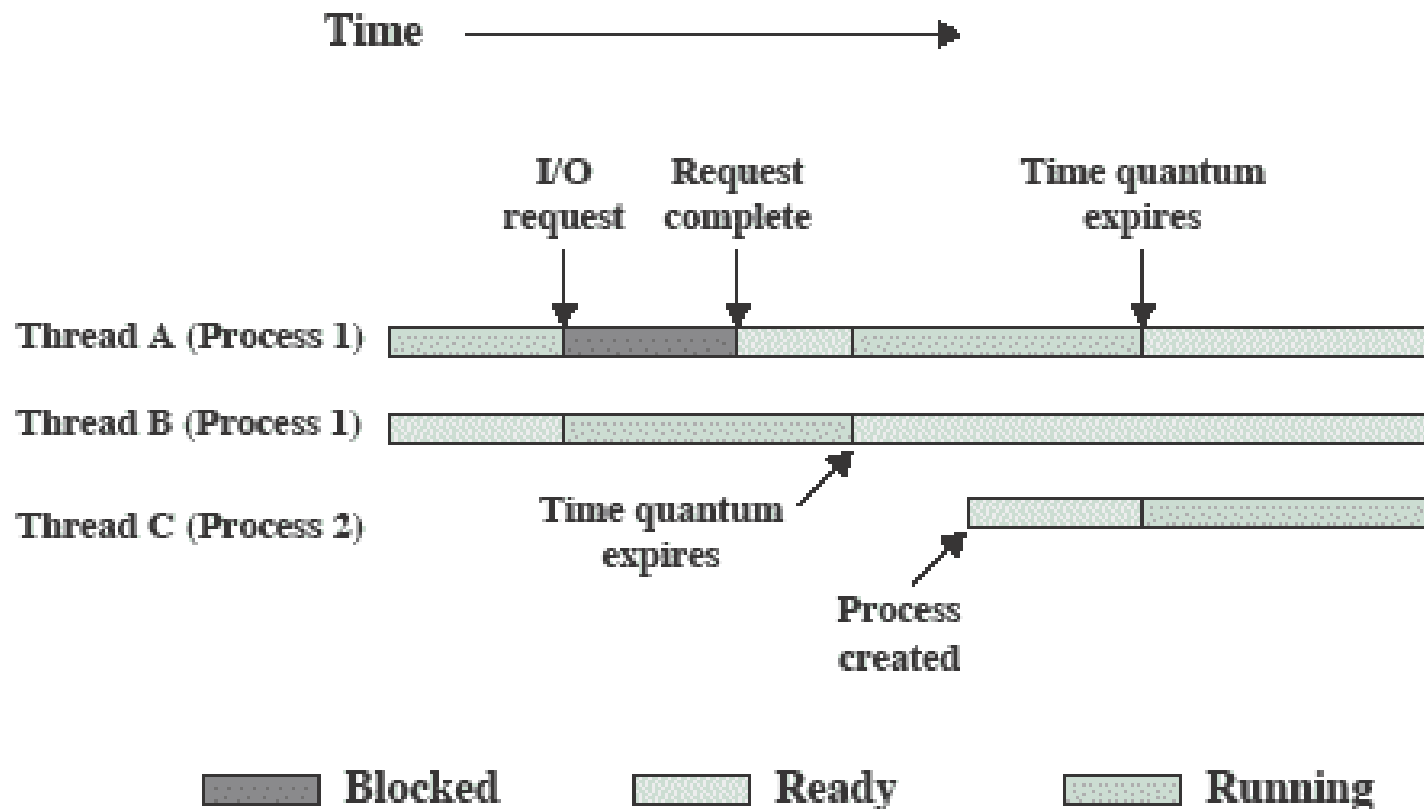 Time
I/O
request
Request
complete
Time quantum
expires
Thread A (Process 1)
Thread B (Process 1)
Thread C (Process 2)
Time quantum
expires
Process
created
Blocked
Ready
Running